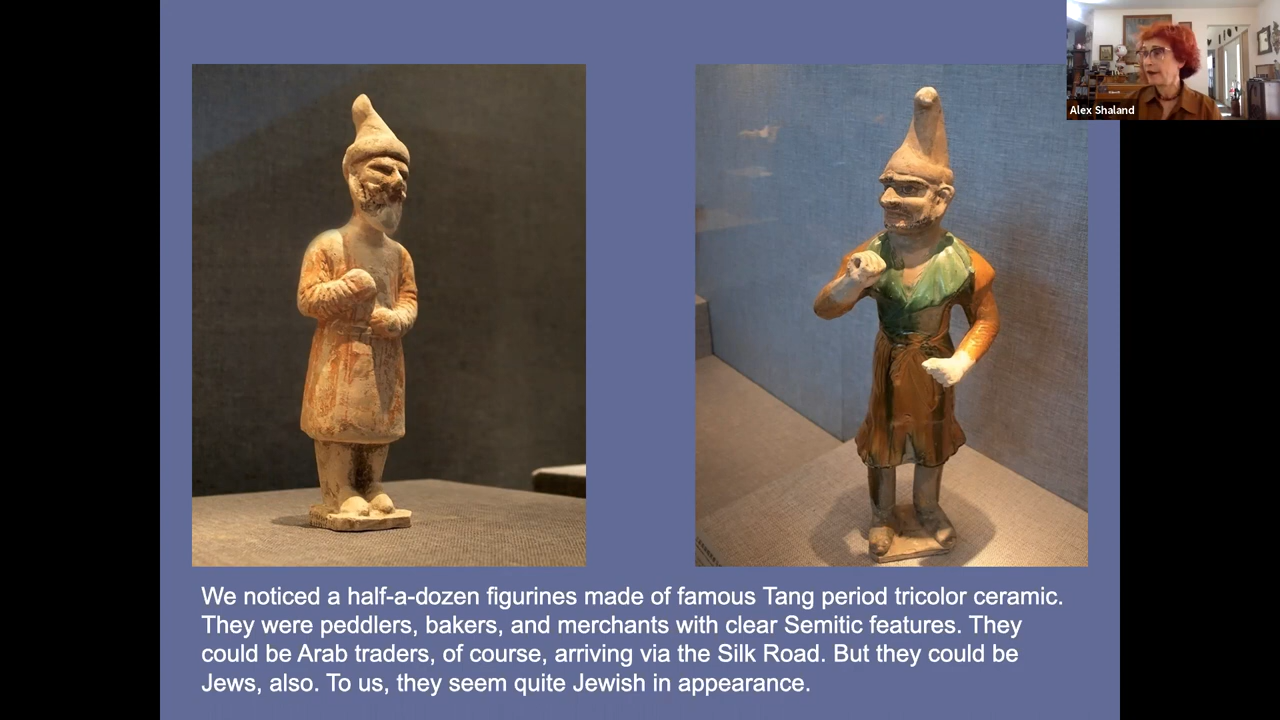 Alex Shaland
We noticed a half-a-dozen figurines made of famous Tang period tricolor ceramic.
They were peddlers, bakers, and merchants with clear Semitic features. They
could be Arab traders, of course, arriving via the Silk Road. But they could be
Jews, also. To us, they seem quite Jewish in appearance.